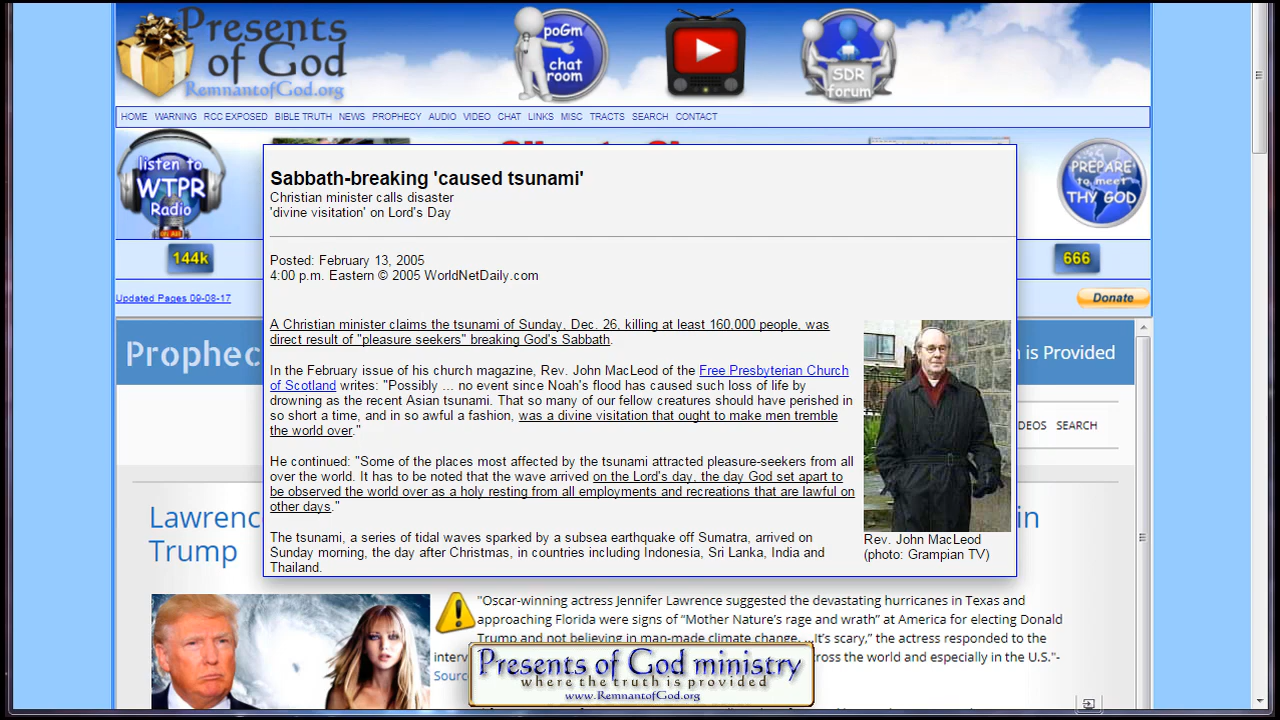 Presents
of God
RemnantofGod.org
poGm
chat
room
SDR
forum
HOME WARNING RCC EXPOSED BIBLE TRUTH NEWS PROPHECY AUDIO VIDEO CHAT LINKS MISC TRACTS SEARCH CONTACT
listen to
WTPR
Radio
ON AIR
PREPARE
to meet
THY GOD
144k
666
Updated Pages 09-08-17
Donate
Sabbath-breaking 'caused tsunami'
Christian minister calls disaster
'divine visitation' on Lord's Day
Posted: February 13, 2005
4:00 p.m. Eastern © 2005 WorldNetDaily.com
A Christian minister claims the tsunami of Sunday, Dec. 26, killing at least 160,000 people, was
direct result of "pleasure seekers" breaking God's Sabbath.
In the February issue of his church magazine, Rev. John MacLeod of the Free Presbyterian Church
of Scotland writes: "Possibly ... no event since Noah's flood has caused such loss of life by
drowning as the recent Asian tsunami. That so many of our fellow creatures should have perished in
so short a time, and in so awful a fashion, was a divine visitation that ought to make men tremble
the world over."
He continued: "Some of the places most affected by the tsunami attracted pleasure-seekers from all
over the world. It has to be noted that the wave arrived on the Lord's day, the day God set apart to
be observed the world over as a holy resting from all employments and recreations that are lawful on
other days."
The tsunami, a series of tidal waves sparked by a subsea earthquake off Sumatra, arrived on
Sunday morning, the day after Christmas, in countries including Indonesia, Sri Lanka, India and
Thailand.
Rev. John MacLeod
(photo: Grampian TV)
Prophec
is Provided
DEOS SEARCH
Lawrenc in
Trump
"Oscar-winning actress Jennifer Lawrence suggested the devastating hurricanes in Texas and
approaching Florida were signs of “Mother Nature's rage and wrath” at America for electing Donald
Trump and not believing in man-made climate change. ...It's scary,” the actress responded to the
interv cross the world and especially in the U.S."-
Sourc
Presents of God ministry
where the truth is provided
www.RemnantofGod.org